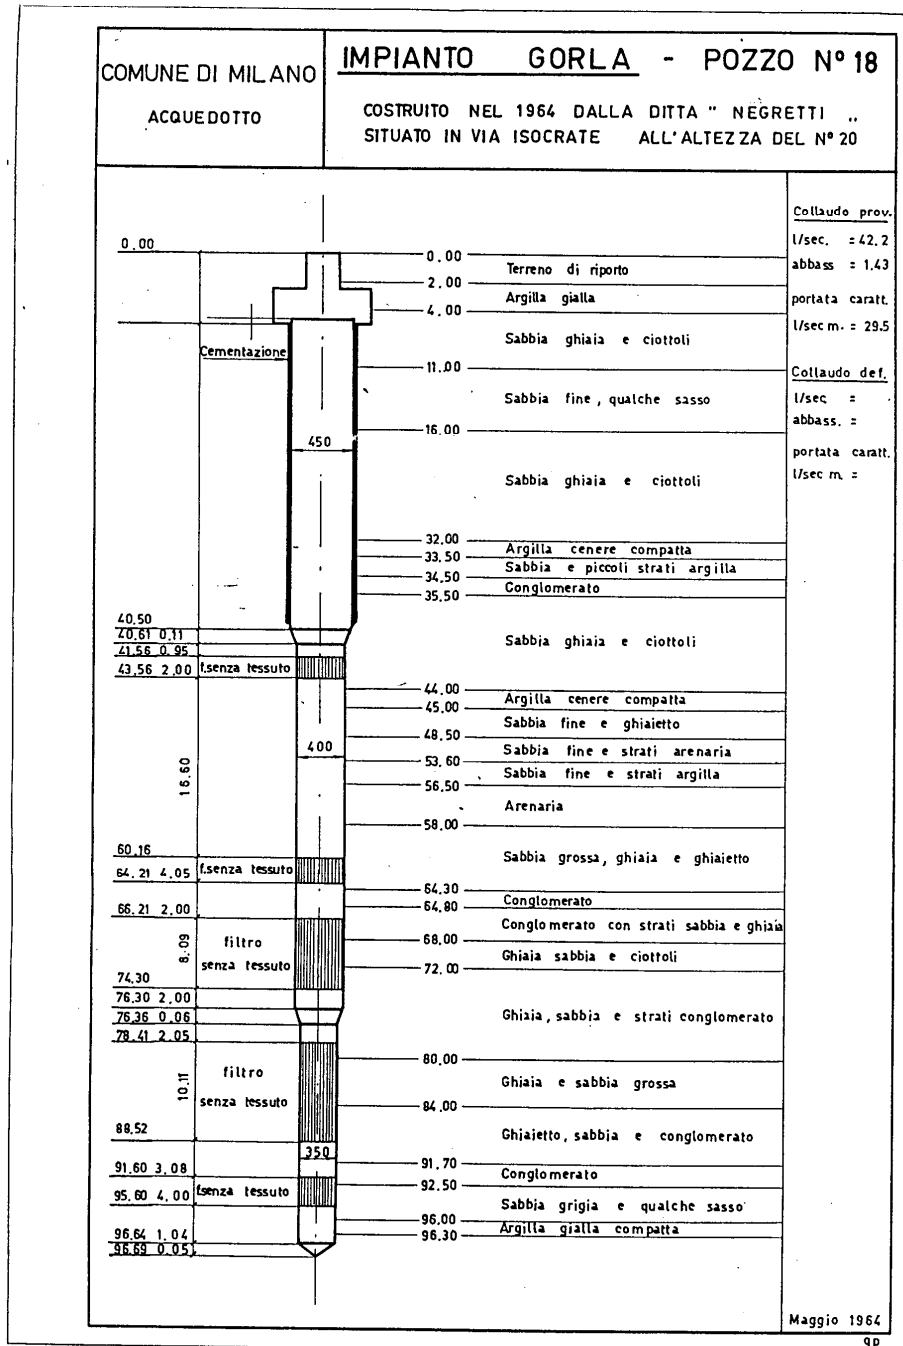 COMUNE DI MILANO
ACQUEDOTTO
IMPIANTO GORLA - POZZO N° 18
COSTRUITO NEL 1964 DALLA DITTA " NEGRETTI "
SITUATO IN VIA ISOCRATE ALL'ALTEZZA DEL N° 20
Collaudo prov.
l/sec. = 42,2
abbass = 1,43
portata caratt.
l/sec m. = 29.5
Collaudo def.
l/sec =
abbass. =
portata caratt.
l/sec m. =
0.00
Cementazione
450
40,50
40,61 0,11
41,56 0,95
43,56 2,00 f.senza tessuto
16,60
400
60,16
64,21 4,05 f.senza tessuto
66,21 2,00
8,09
filtro
senza tessuto
74,30
76,30 2,00
76,36 0,06
78,41 2,05
10,11
filtro
senza tessuto
88,52
350
91,60 3,08
95,60 4,00 f.senza tessuto
96,64 1,04
96,69 0,05
0,00
Terreno di riporto
2,00
Argilla gialla
4,00
Sabbia ghiaia e ciottoli
11,00
Sabbia fine, qualche sasso
16,00
Sabbia ghiaia e ciottoli
32,00
Argilla cenere compatta
33,50
Sabbia e piccoli strati argilla
34,50
Conglomerato
35,50
Sabbia ghiaia e ciottoli
44,00
Argilla cenere compatta
45,00
Sabbia fine e ghiaietto
48,50
Sabbia fine e strati arenaria
53,60
Sabbia fine e strati argilla
56,50
Arenaria
58,00
Sabbia grossa, ghiaia e ghiaietto
64,30
Conglomerato
64,80
Conglomerato con strati sabbia e ghiaia
68,00
Ghiaia sabbia e ciottoli
72,00
Ghiaia, sabbia e strati conglomerato
80,00
Ghiaia e sabbia grossa
84,00
Ghiaietto, sabbia e conglomerato
91,70
Conglomerato
92,50
Sabbia grigia e qualche sasso
96,00
Argilla gialla compatta
96,30
Maggio 1964